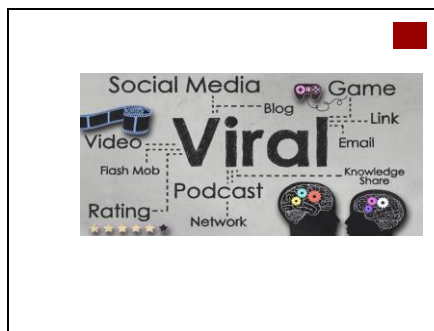 Social Media
Game
Blog
Link
Video
Viral
Email
Flash Mob
Knowledge
Share
Podcast
Rating
Network